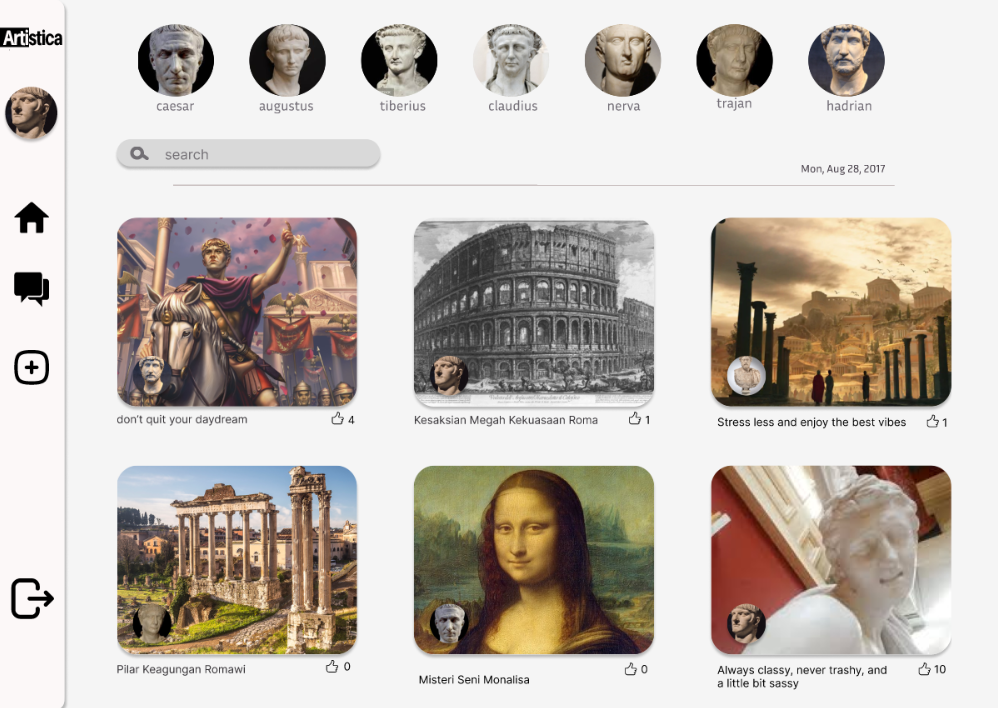 Artistica
caesar
augustus
tiberius
claudius
nerva
trajan
hadrian
search
Mon, Aug 28, 2017
don't quit your daydream
4
Kesaksian Megah Kekuasaan Roma
1
Stress less and enjoy the best vibes
1
Pilar Keagungan Romawi
0
Misteri Seni Monalisa
0
Always classy, never trashy, and
a little bit sassy
10